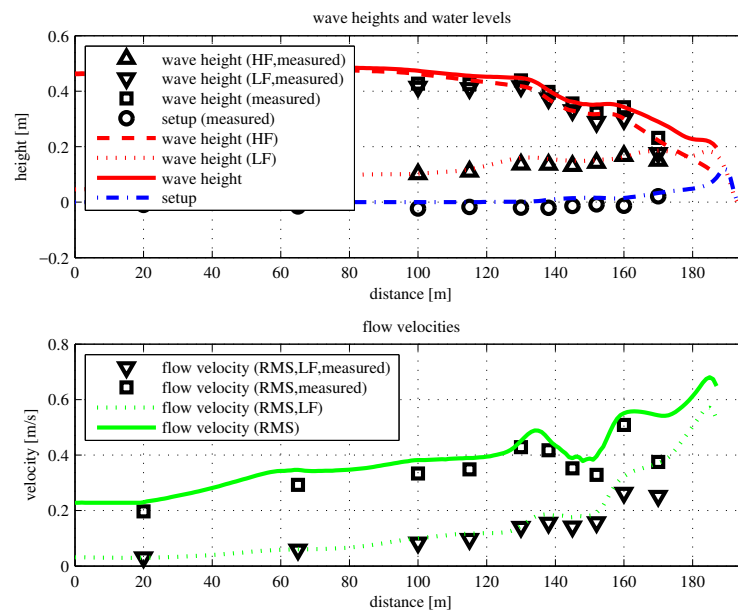 wave heights and water levels
0.6
wave height (HF,measured)
wave height (LF,measured)
0.4
wave height (measured)
setup (measured)
height [m]
wave height (HF)
0.2
wave height (LF)
wave height
0
setup
−0.2
0 20 40 60 80 100 120 140 160 180
distance [m]
flow velocities
0.8
flow velocity (RMS,LF,measured)
flow velocity (RMS,measured)
0.6
flow velocity (RMS,LF)
flow velocity (RMS)
0.4
velocity [m/s]
0.2
0
0 20 40 60 80 100 120 140 160 180
distance [m]